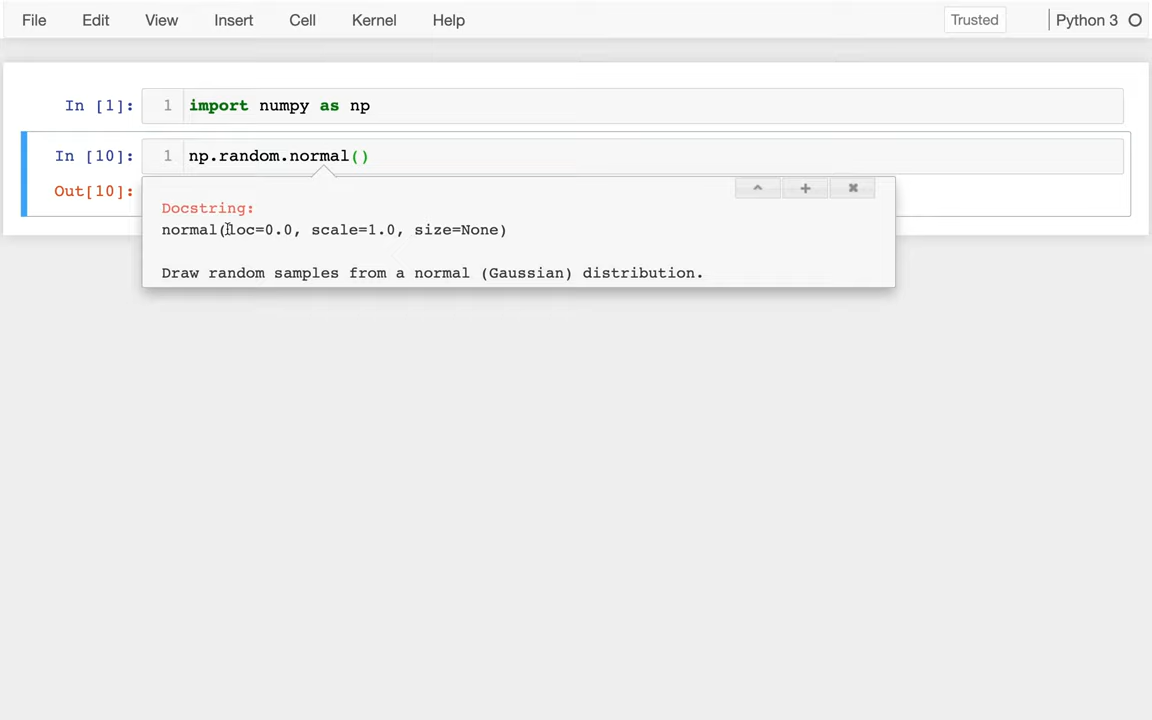 File Edit View Insert Cell Kernel Help Trusted Python 3
In [1]: 1 import numpy as np
In [10]: 1 np.random.normal()
Out[10]:
Docstring:
normal(loc=0.0, scale=1.0, size=None)
Draw random samples from a normal (Gaussian) distribution.